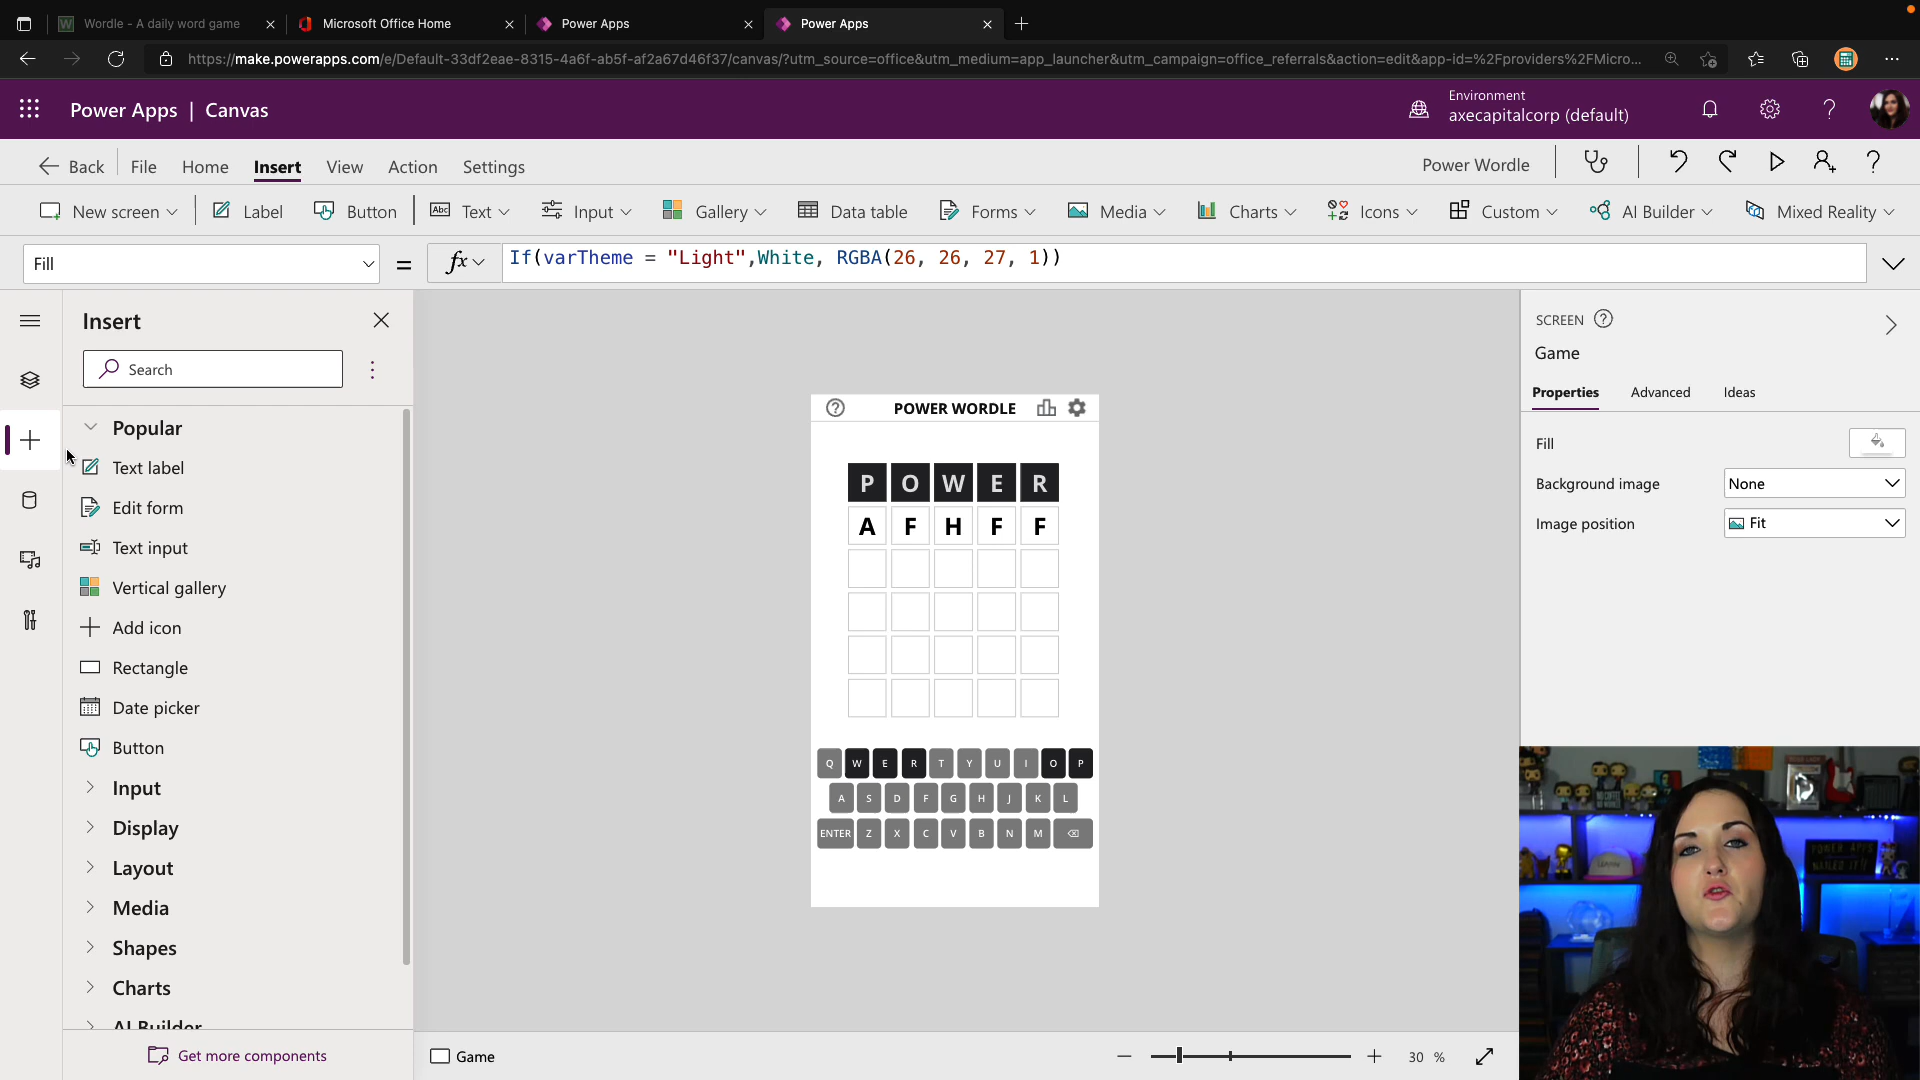 Wordle - A daily word game
Microsoft Office Home
Power Apps
Power Apps
https://make.powerapps.com/e/Default-33df2eae-8315-4a6f-ab5f-af2a67d46f37/canvas/?utm_source=office&utm_medium=app_launcher&utm_campaign=office_referrals&action=edit&app-id=%2Fproviders%2FMicro...
Power Apps | Canvas
Environment
axecapitalcorp (default)
Back File Home Insert View Action Settings
Power Wordle
New screen Label Button Text Input Gallery Data table Forms Media Charts Icons Custom AI Builder Mixed Reality
Fill = fx If(varTheme = "Light",White, RGBA(26, 26, 27, 1))
Insert
Search
Popular
Text label
Edit form
Text input
Vertical gallery
Add icon
Rectangle
Date picker
Button
Input
Display
Layout
Media
Shapes
Charts
AI Builder
Get more components
POWER WORDLE
P O W E R
A F H F F
Q W E R T Y U I O P
A S D F G H J K L
ENTER Z X C V B N M
Game
30 %
SCREEN
Game
Properties Advanced Ideas
Fill
Background image None
Image position Fit